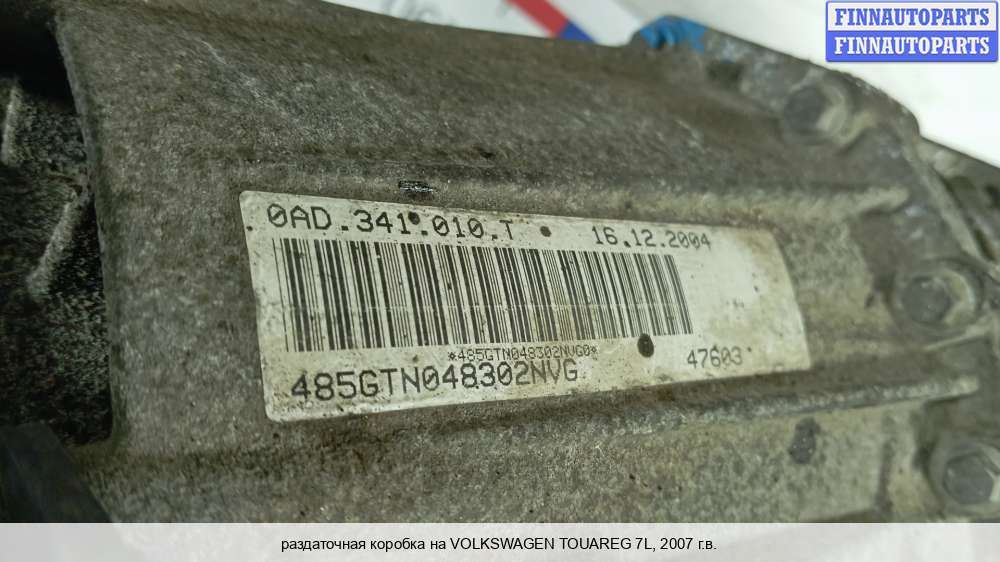 FINNAUTOPARTS
FINNAUTOPARTS
0AD.341.010.T 16.12.2004
*485GTN048302NVG0*
485GTN048302NVG 47603
раздаточная коробка на VOLKSWAGEN TOUAREG 7L, 2007 г.в.